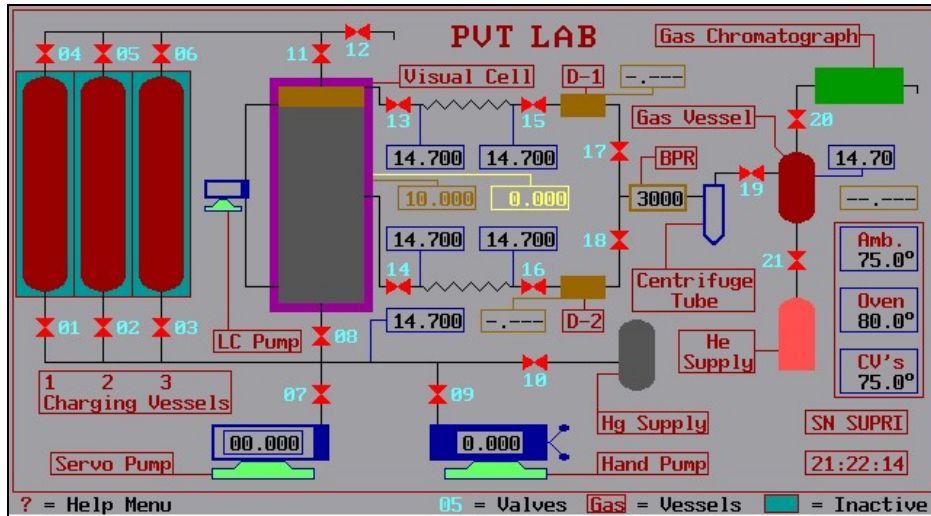 PVT LAB
Gas Chromatograph
04 05 06 11 12
Visual Cell
D-1
-.---
13 15
20
Gas Vessel
14.700 14.700
17
BPR
14.70
10.000 0.000
3000
19
--.---
14.700 14.700
18
Amb.
75.0°
21
14 16
Centrifuge
Tube
Oven
80.0°
01 02 03
LC Pump
08
14.700
-.---
D-2
He
Supply
CV's
75.0°
10
1 2 3
Charging Vessels
07 09
Hg Supply
SN SUPRI
00.000
0.000
Servo Pump
Hand Pump
21:22:14
? = Help Menu 05 = Valves Gas = Vessels = Inactive